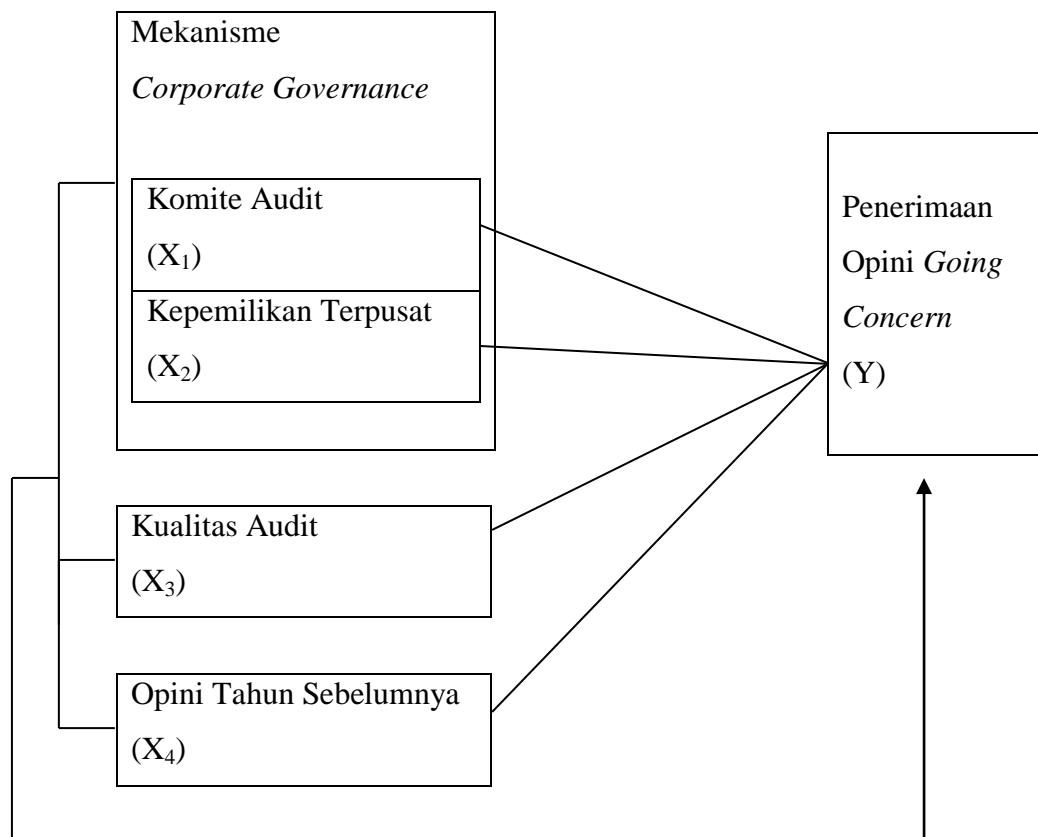 Mekanisme
Corporate Governance
Komite Audit
(X₁)
Kepemilikan Terpusat
(X₂)
Kualitas Audit
(X₃)
Opini Tahun Sebelumnya
(X₄)
Penerimaan
Opini Going
Concern
(Y)